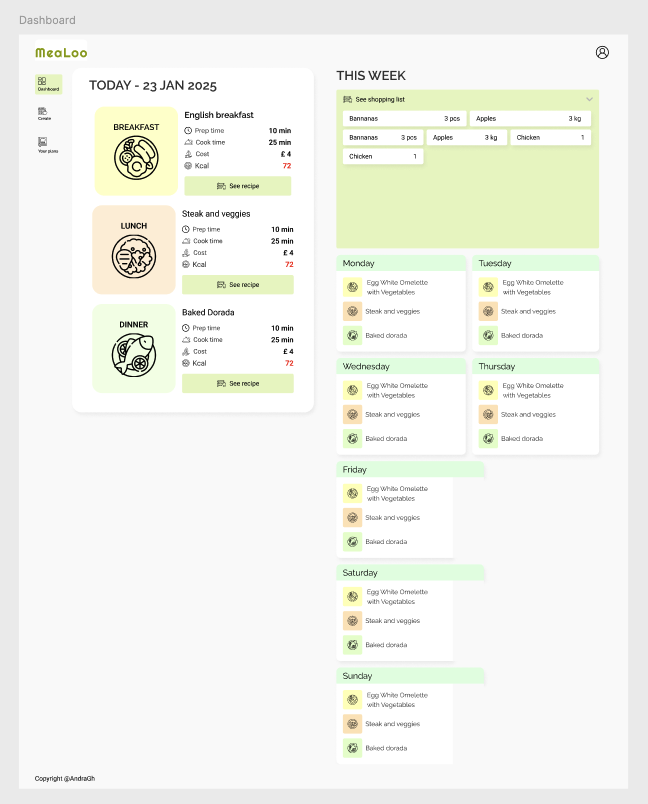 Dashboard
MeaLoo
Dashboard
Create
Your plans
TODAY - 23 JAN 2025
BREAKFAST
English breakfast
Prep time 10 min
Cook time 25 min
Cost £ 4
Kcal 72
See recipe
LUNCH
Steak and veggies
Prep time 10 min
Cook time 25 min
Cost £ 4
Kcal 72
See recipe
DINNER
Baked Dorada
Prep time 10 min
Cook time 25 min
Cost £ 4
Kcal 72
See recipe
THIS WEEK
See shopping list
Bannanas 3 pcs Apples 3 kg
Bannanas 3 pcs Apples 3 kg Chicken 1
Chicken 1
Monday
Egg White Omelette
with Vegetables
Steak and veggies
Baked dorada
Tuesday
Egg White Omelette
with Vegetables
Steak and veggies
Baked dorada
Wednesday
Egg White Omelette
with Vegetables
Steak and veggies
Baked dorada
Thursday
Egg White Omelette
with Vegetables
Steak and veggies
Baked dorada
Friday
Egg White Omelette
with Vegetables
Steak and veggies
Baked dorada
Saturday
Egg White Omelette
with Vegetables
Steak and veggies
Baked dorada
Sunday
Egg White Omelette
with Vegetables
Steak and veggies
Baked dorada
Copyright @AndraGh